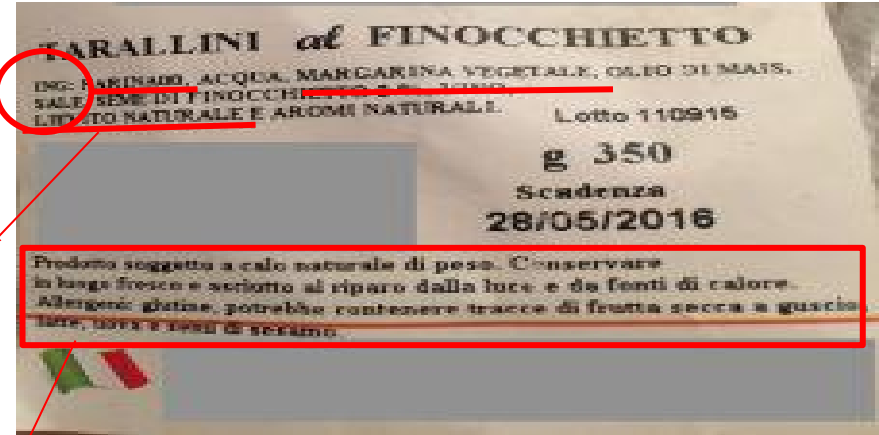 TARALLINI al FINOCCHIETTO
ING: FARINA00, ACQUA, MARGARINA VEGETALE, OLIO DI MAIS,
SALE, SEME DI FINOCCHIETTO
LIEVITO NATURALE E AROMI NATURALI.
Lotto 110915
g 350
Scadenza
28/05/2016
Prodotto soggetto a calo naturale di peso. Conservare
in luogo fresco e asciutto al riparo dalla luce e da fonti di calore.
Allergeni: glutine, potrebbe contenere tracce di frutta secca a guscio,
latte, uova e semi di sesamo.